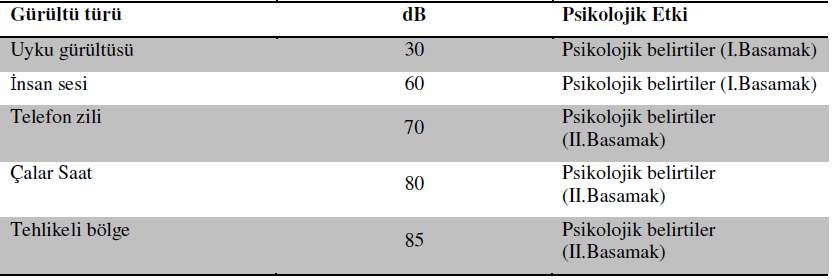 Gürültü türü dB Psikolojik Etki
Uyku gürültüsü 30 Psikolojik belirtiler (I.Basamak)
İnsan sesi 60 Psikolojik belirtiler (I.Basamak)
Telefon zili 70 Psikolojik belirtiler
(II.Basamak)
Çalar Saat 80 Psikolojik belirtiler
(II.Basamak)
Tehlikeli bölge 85 Psikolojik belirtiler
(II.Basamak)